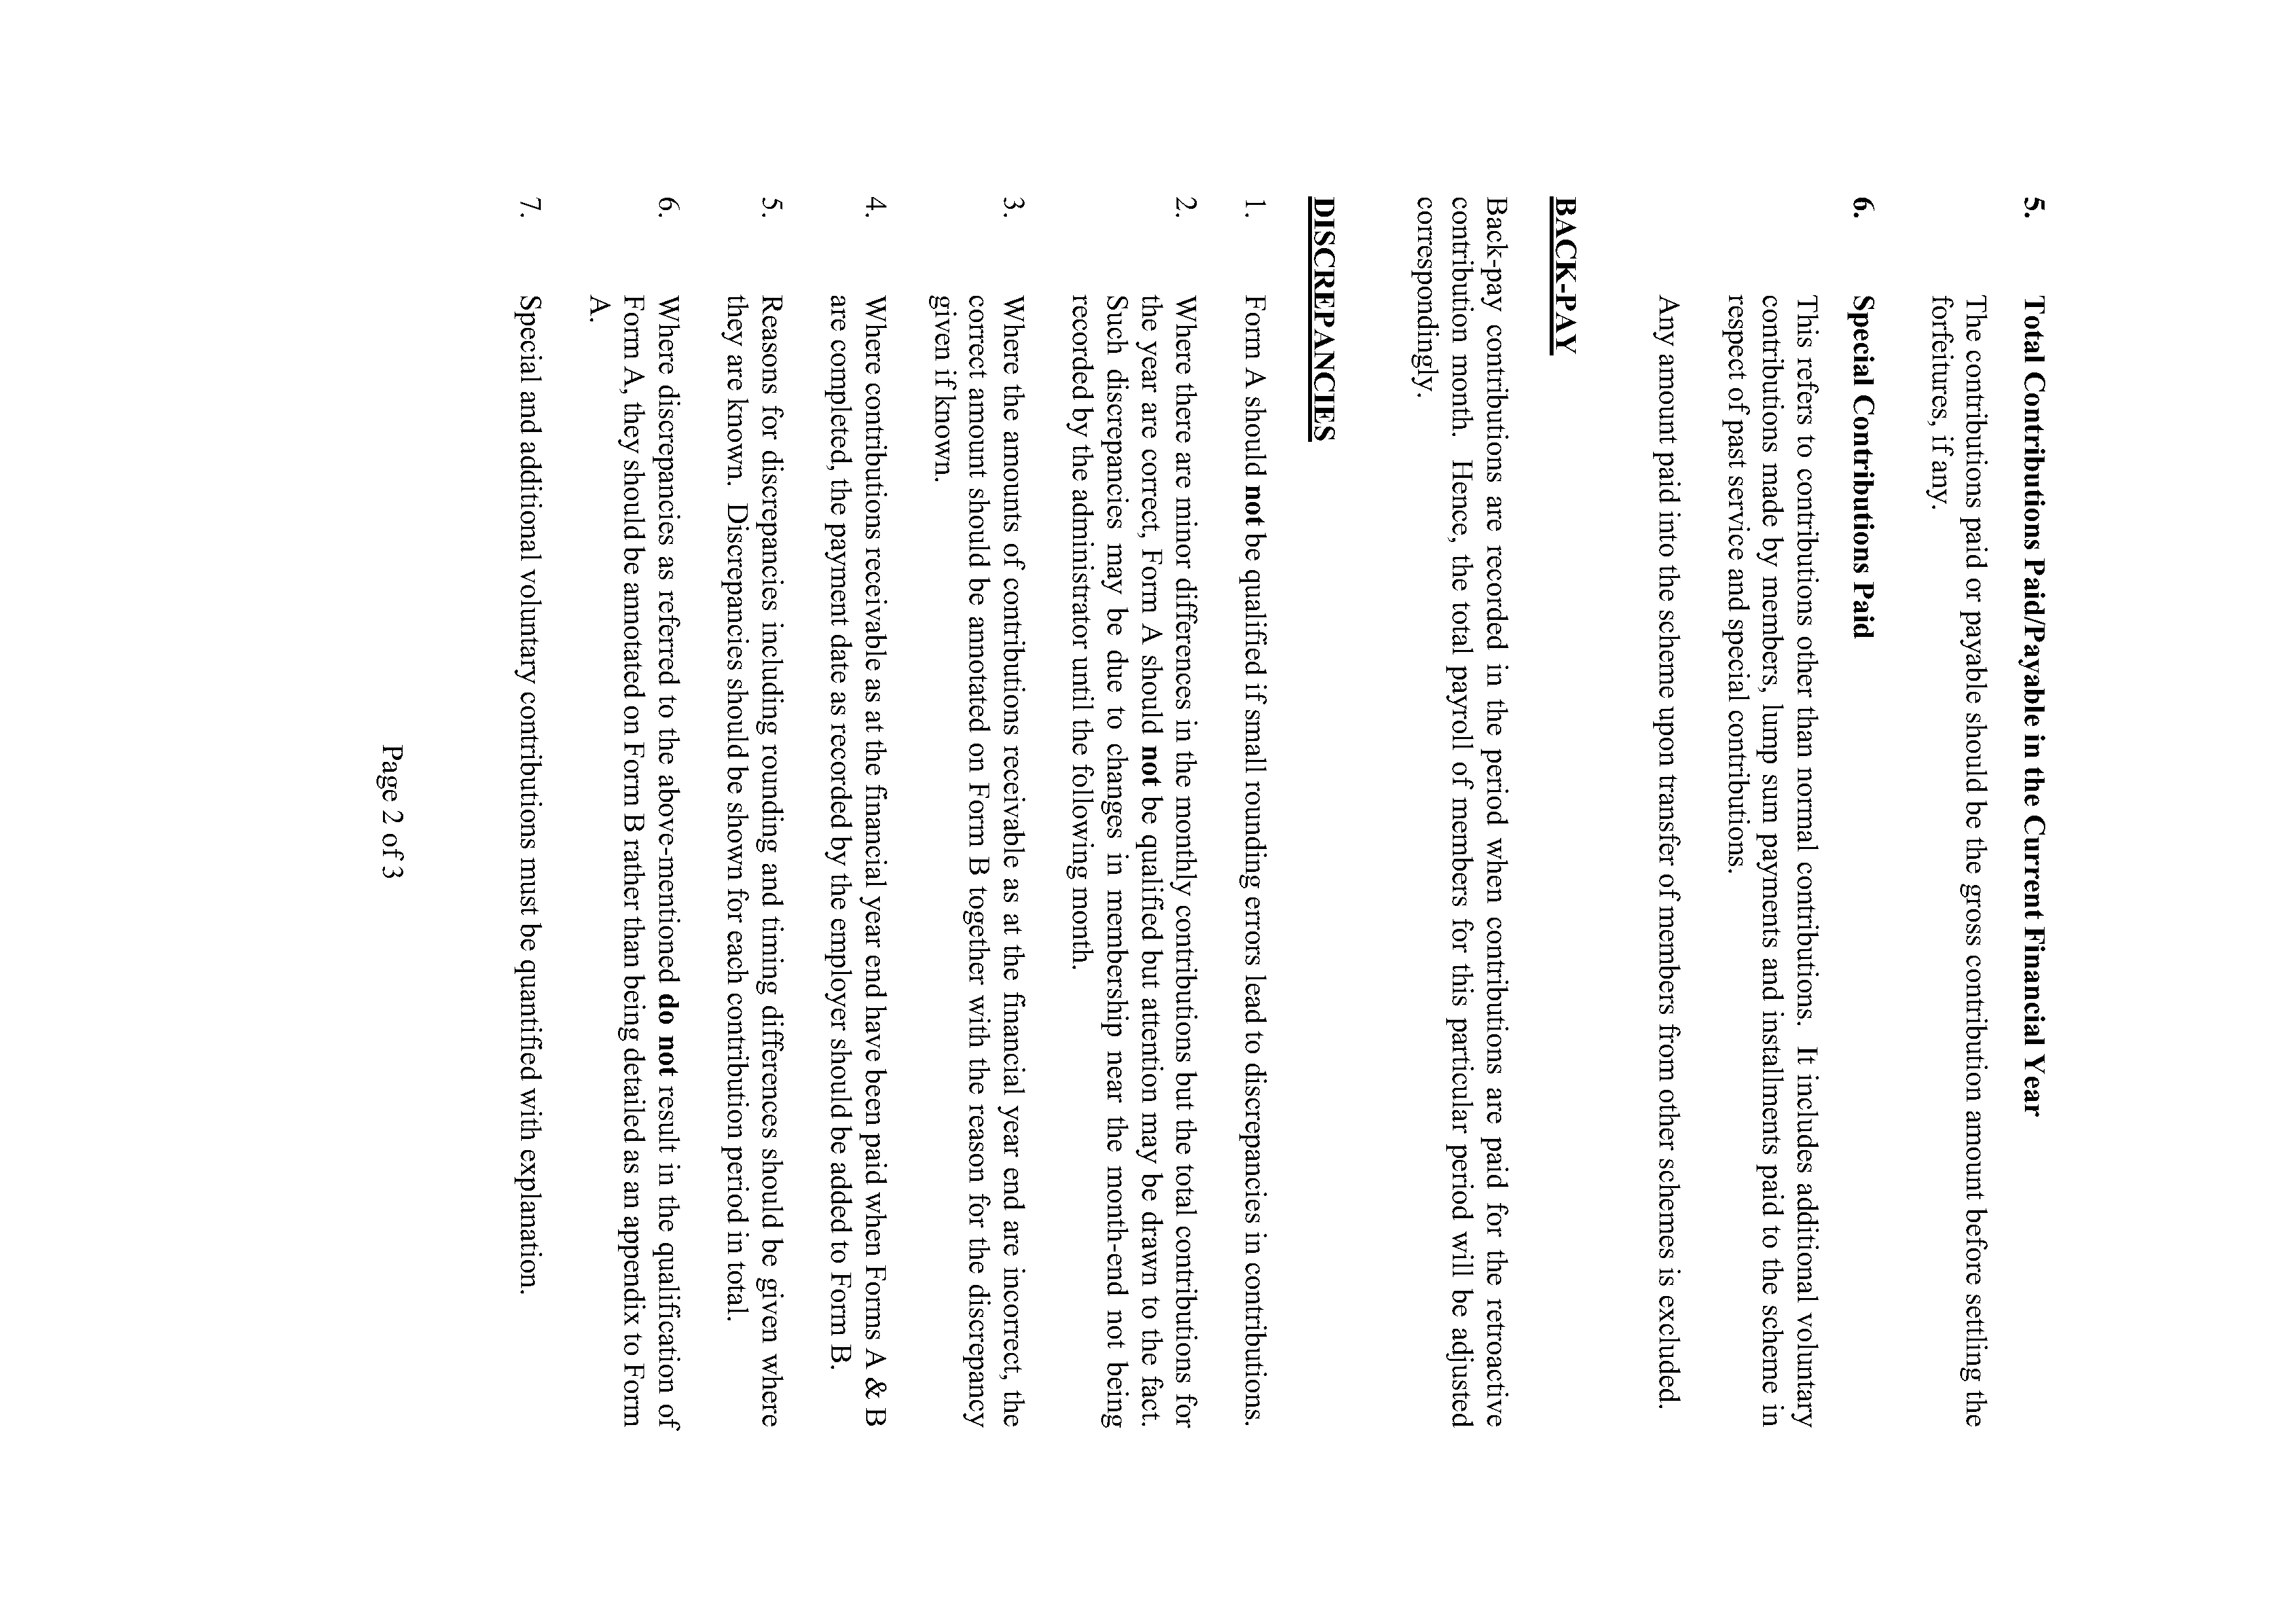 5. Total Contributions Paid/Payable in the Current Financial Year
The contributions paid or payable should be the gross contribution amount before settling the
forfeitures, if any.
6. Special Contributions Paid
This refers to contributions other than normal contributions. It includes additional voluntary
contributions made by members, lump sum payments and installments paid to the scheme in
respect of past service and special contributions.
Any amount paid into the scheme upon transfer of members from other schemes is excluded.
BACK-PAY
Back-pay contributions are recorded in the period when contributions are paid for the retroactive
contribution month. Hence, the total payroll of members for this particular period will be adjusted
correspondingly.
DISCREPANCIES
1. Form A should not be qualified if small rounding errors lead to discrepancies in contributions.
2. Where there are minor differences in the monthly contributions but the total contributions for
the year are correct, Form A should not be qualified but attention may be drawn to the fact.
Such discrepancies may be due to changes in membership near the month-end not being
recorded by the administrator until the following month.
3. Where the amounts of contributions receivable as at the financial year end are incorrect, the
correct amount should be annotated on Form B together with the reason for the discrepancy
given if known.
4. Where contributions receivable as at the financial year end have been paid when Forms A & B
are completed, the payment date as recorded by the employer should be added to Form B.
5. Reasons for discrepancies including rounding and timing differences should be given where
they are known. Discrepancies should be shown for each contribution period in total.
6. Where discrepancies as referred to the above-mentioned do not result in the qualification of
Form A, they should be annotated on Form B rather than being detailed as an appendix to Form
A.
7. Special and additional voluntary contributions must be quantified with explanation.
Page 2 of 3